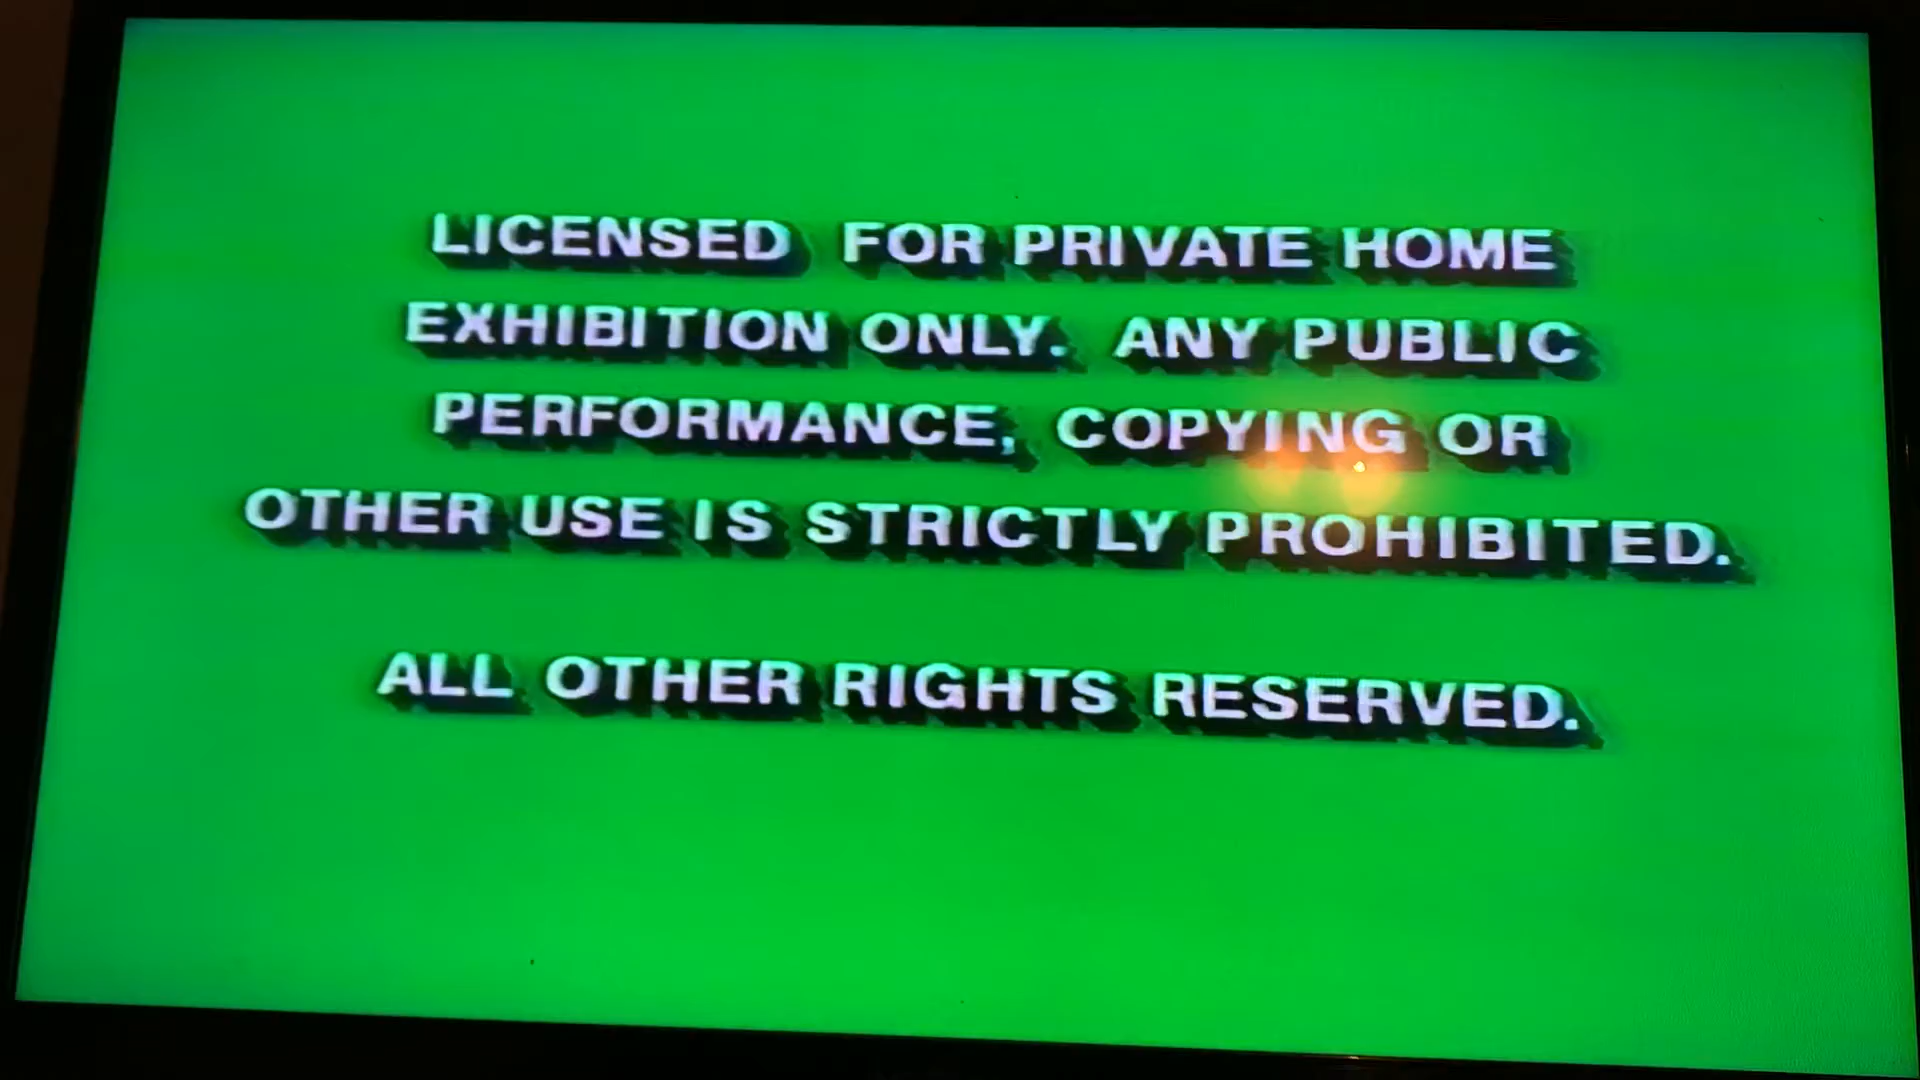 LICENSED FOR PRIVATE HOME
EXHIBITION ONLY. ANY PUBLIC
PERFORMANCE, COPYING OR
OTHER USE IS STRICTLY PROHIBITED.
ALL OTHER RIGHTS RESERVED.